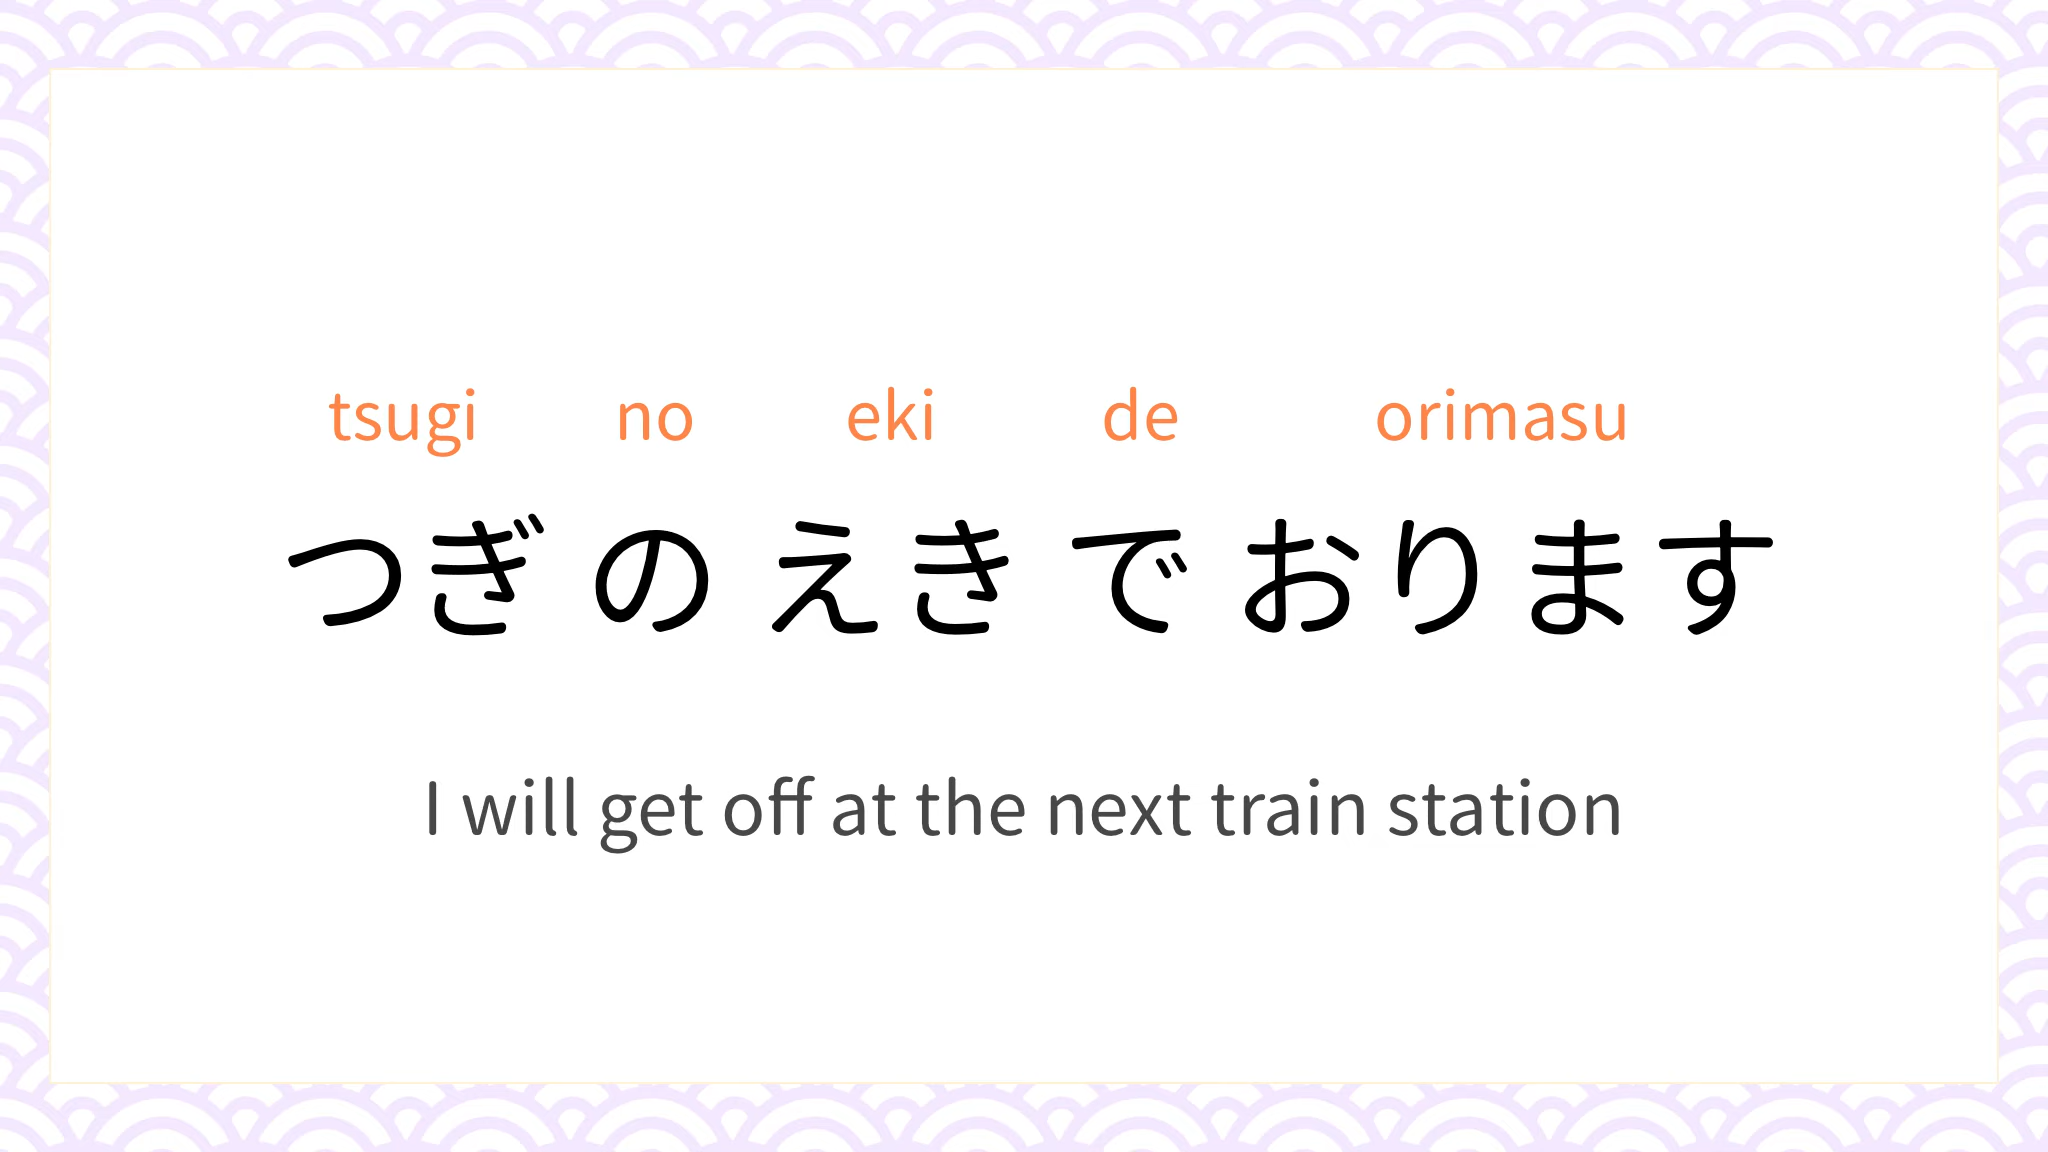 tsugi no eki de orimasu
つぎ の えき で おります
I will get off at the next train station